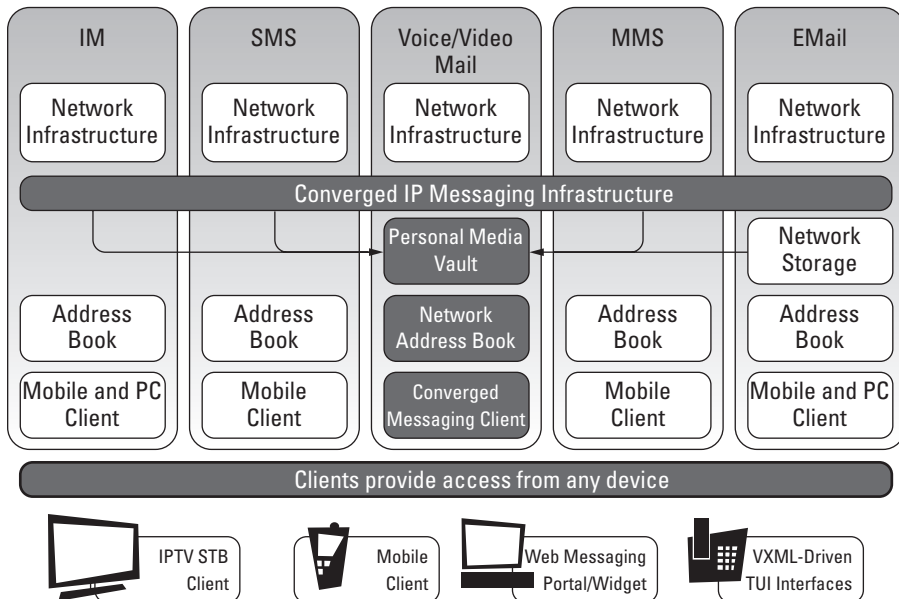 IM
SMS
Voice/Video
Mail
MMS
EMail
Network
Infrastructure
Network
Infrastructure
Network
Infrastructure
Network
Infrastructure
Network
Infrastructure
Converged IP Messaging Infrastructure
Personal Media
Vault
Network
Storage
Address
Book
Address
Book
Network
Address Book
Address
Book
Address
Book
Mobile and PC
Client
Mobile
Client
Converged
Messaging Client
Mobile
Client
Mobile and PC
Client
Clients provide access from any device
IPTV STB
Client
Mobile
Client
Web Messaging
Portal/Widget
VXML-Driven
TUI Interfaces